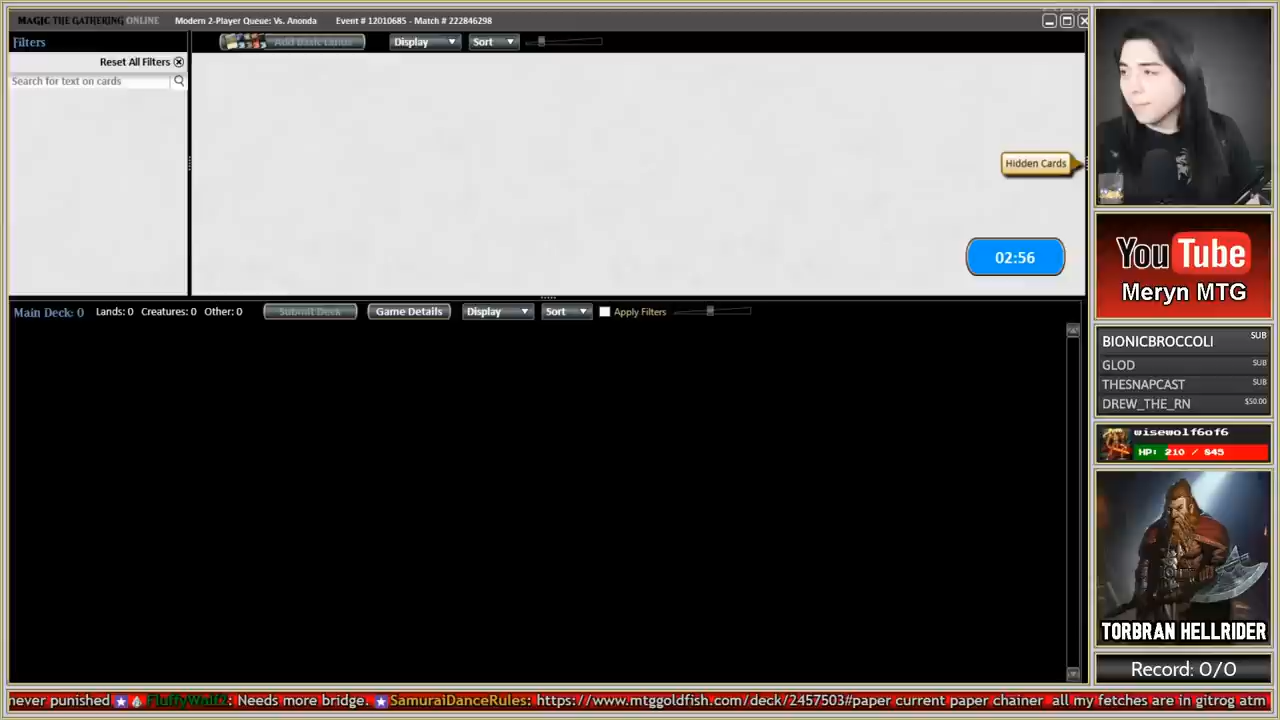 MAGIC THE GATHERING ONLINE Modern 2-Player Queue: Vs. Anonda Event # 12010685 - Match # 222846298
Filters
Add Basic Lands Display Sort
Reset All Filters
Search for text on cards
Hidden Cards
02:56
Main Deck: 0 Lands: 0 Creatures: 0 Other: 0 Submit Deck Game Details Display Sort Apply Filters
YouTube
Meryn MTG
BIONICBROCCOLI SUB
GLOD SUB
THESNAPCAST SUB
DREW_THE_RN $50.00
wisewolf6of6
HP: 210 / 845
TORBRAN HELLRIDER
Record: 0/0
never punished FluffyWolf2: Needs more bridge. SamuraiDanceRules: https://www.mtggoldfish.com/deck/2457503#paper current paper chainer all my fetches are in gitrog atm